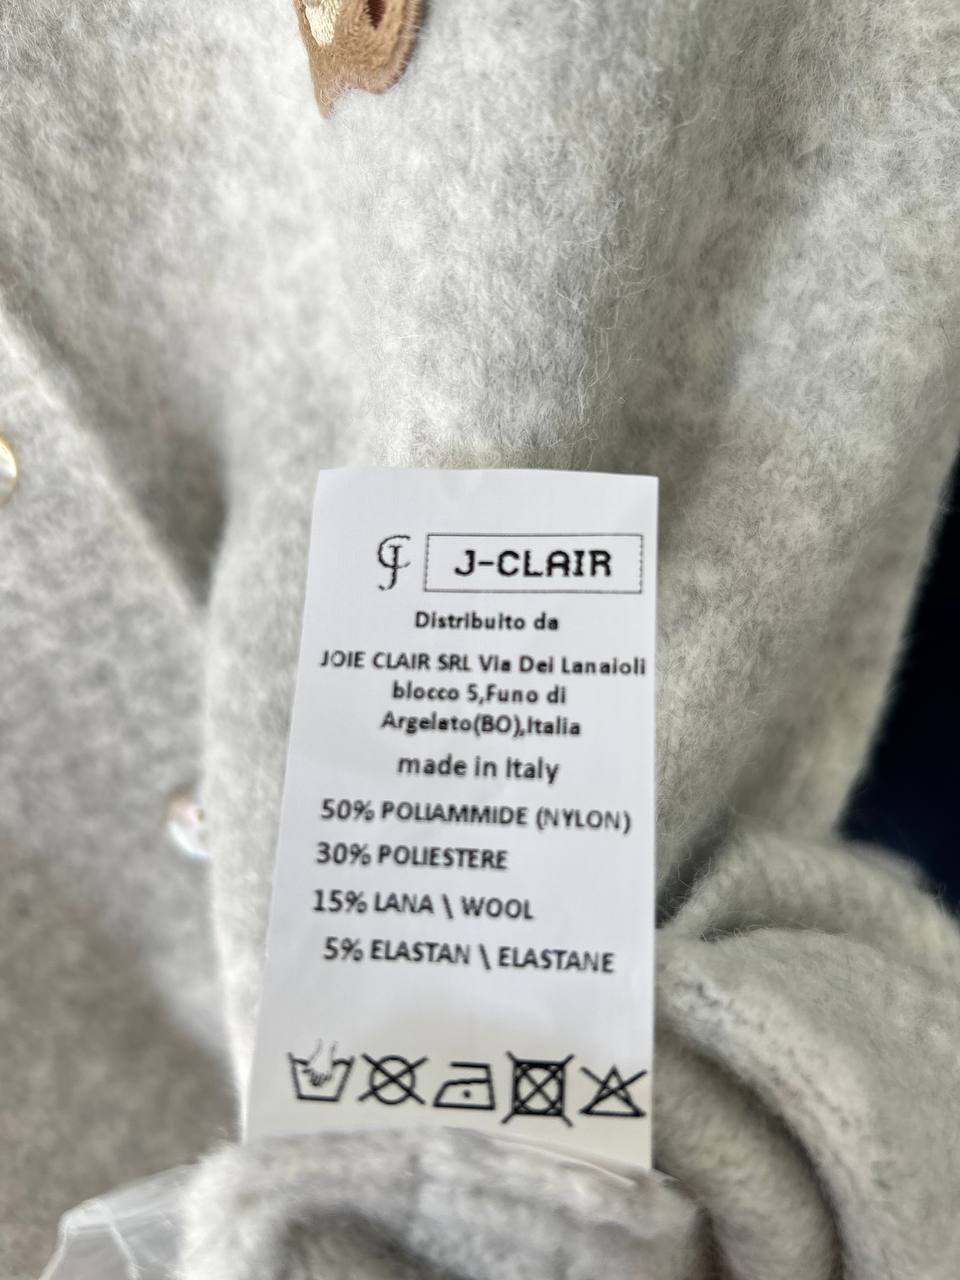 J-CLAIR
Distribuito da
JOIE CLAIR SRL Via Dei Lanaioli
blocco 5,Funo di
Argelato(BO),Italia
made in Italy
50% POLIAMMIDE (NYLON)
30% POLIESTERE
15% LANA \ WOOL
5% ELASTAN \ ELASTANE